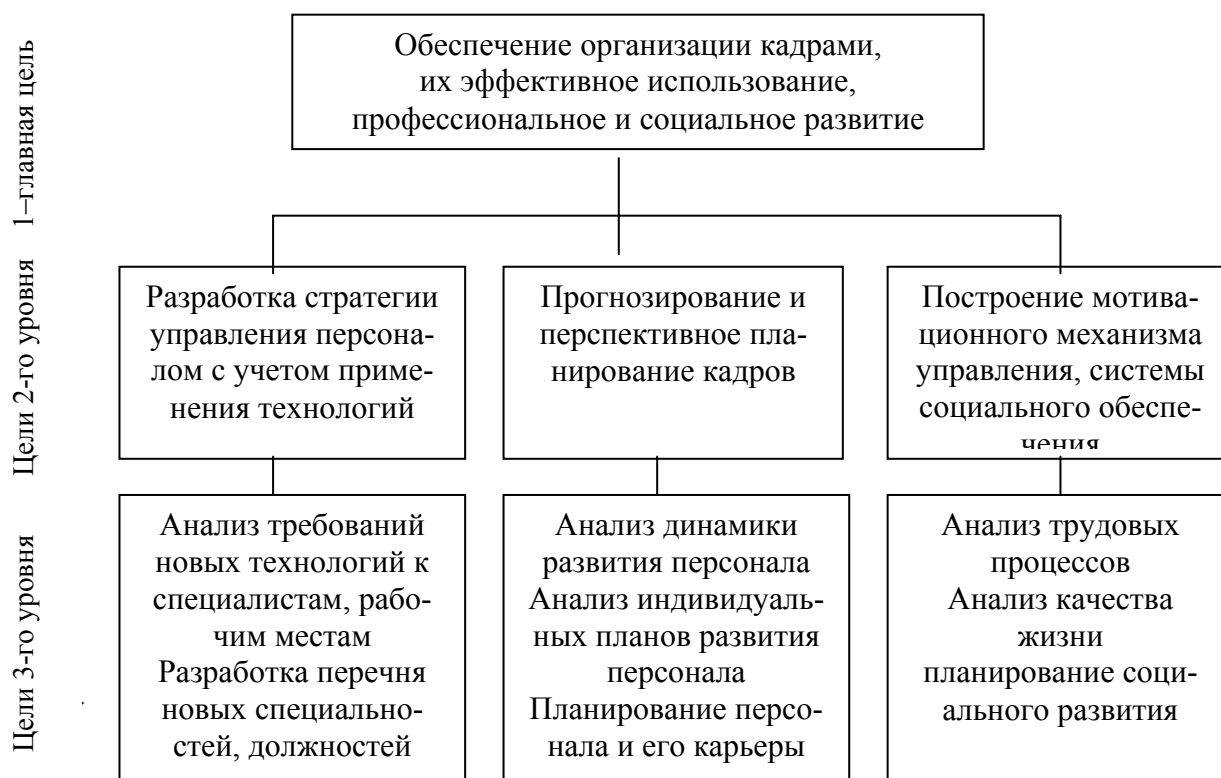 1–главная цель
Обеспечение организации кадрами,
их эффективное использование,
профессиональное и социальное развитие
Цели 2-го уровня
Разработка стратегии
управления персона-
лом с учетом приме-
нения технологий
Прогнозирование и
перспективное пла-
нирование кадров
Построение мотива-
ционного механизма
управления, системы
социального обеспе-
чения
Цели 3-го уровня
Анализ требований
новых технологий к
специалистам, рабо-
чим местам
Разработка перечня
новых специально-
стей, должностей
Анализ динамики
развития персонала
Анализ индивидуаль-
ных планов развития
персонала
Планирование персо-
нала и его карьеры
Анализ трудовых
процессов
Анализ качества
жизни
планирование соци-
ального развития